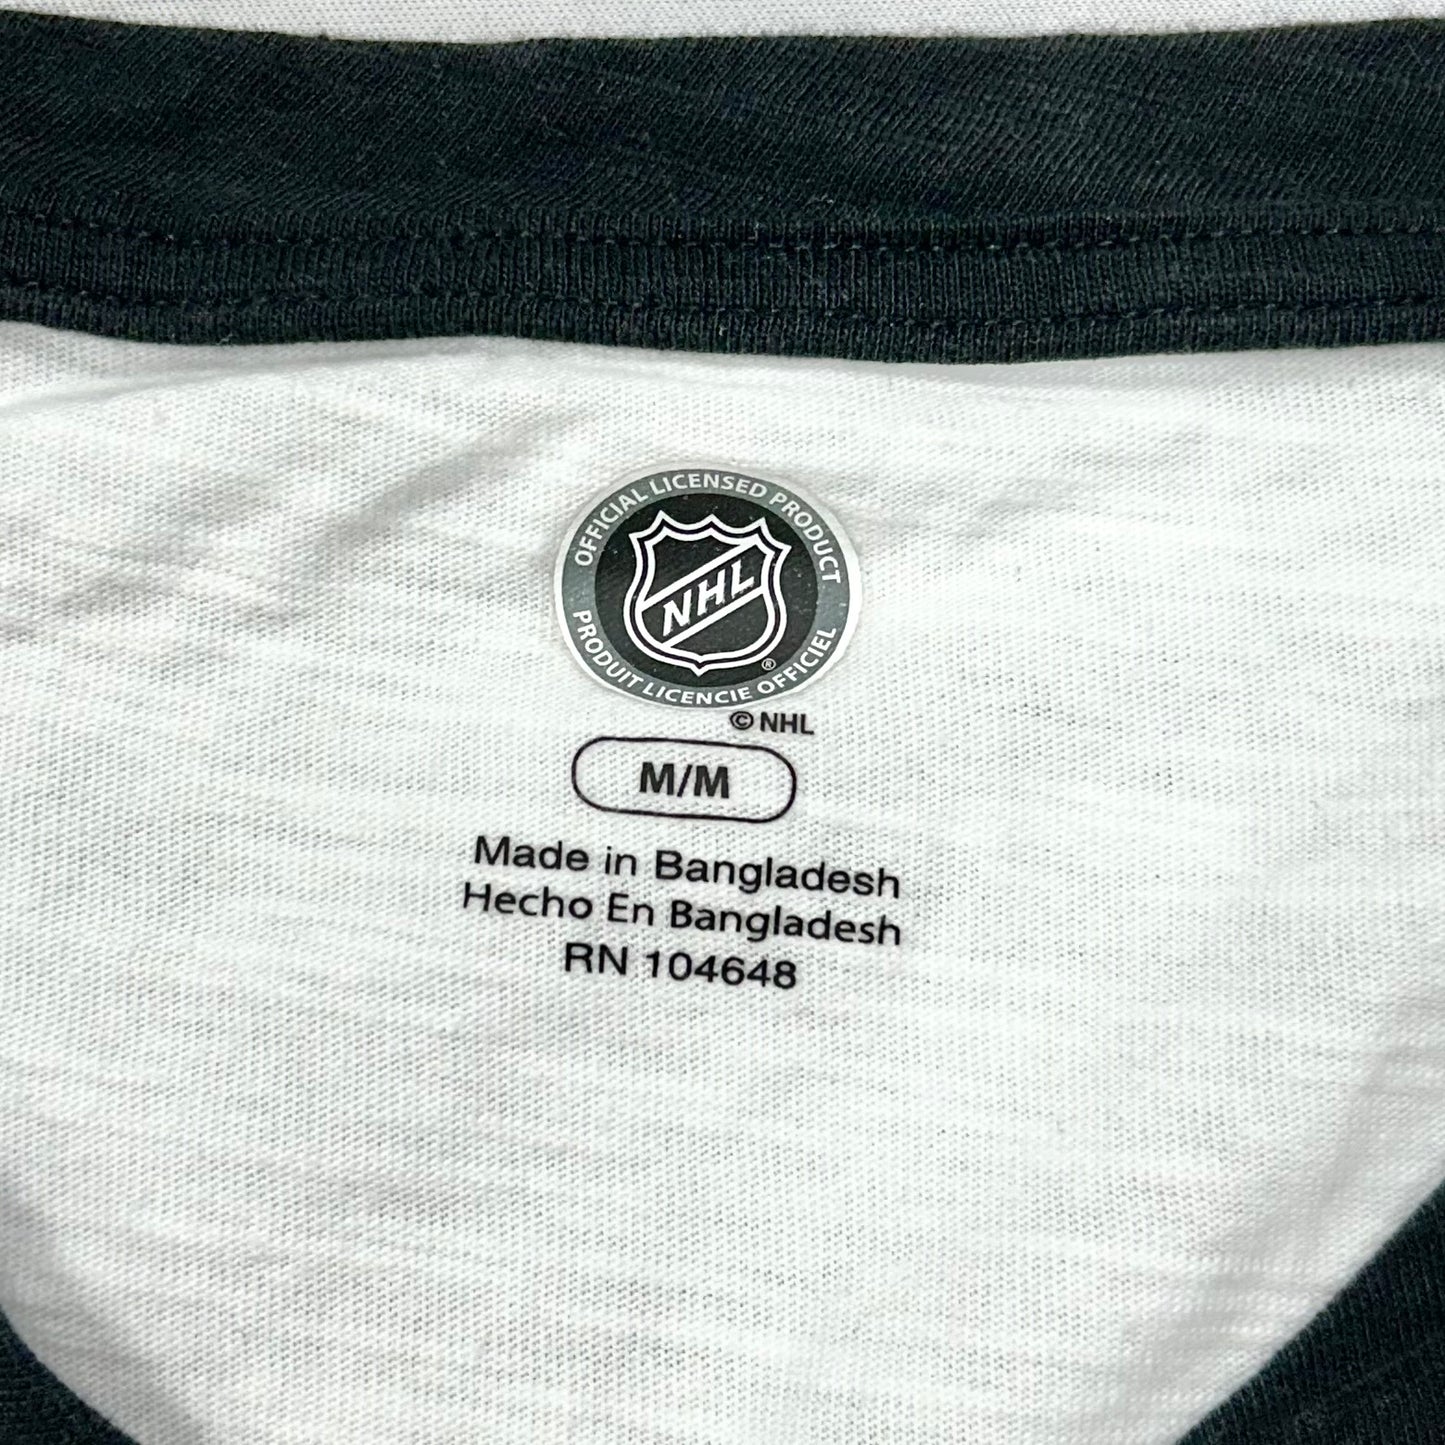 OFFICIAL LICENSED PRODUCT
NHL
®
PRODUIT LICENCIE OFFICIEL
© NHL
M/M
Made in Bangladesh
Hecho En Bangladesh
RN 104648